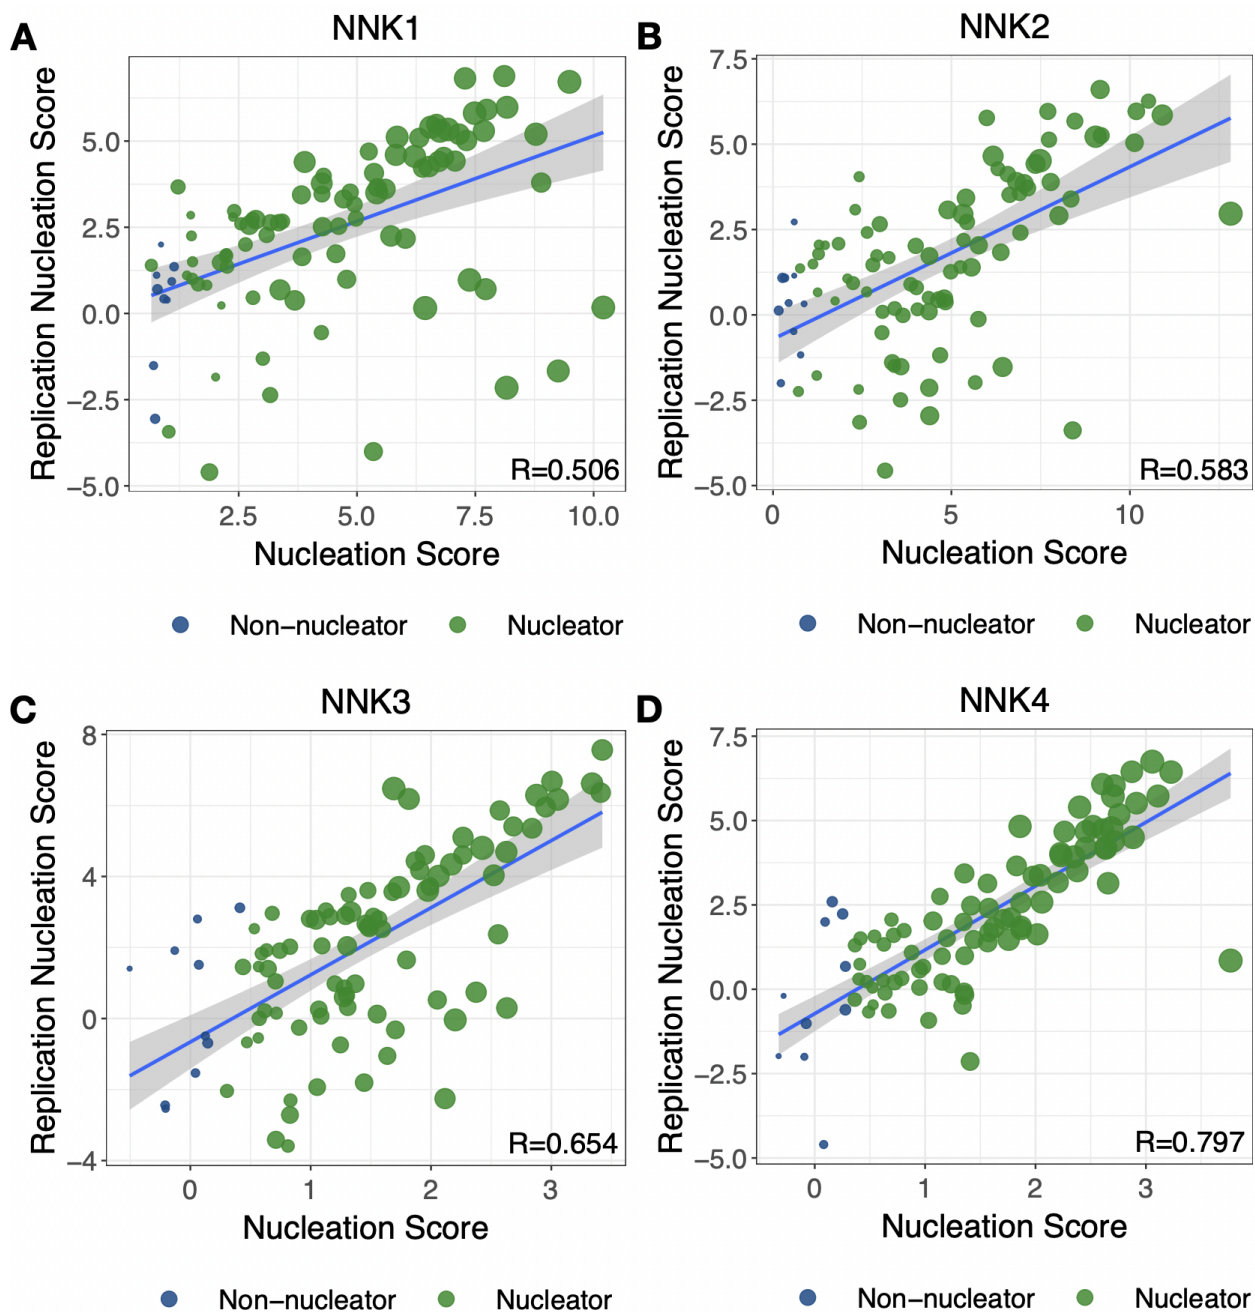 A
NNK1
Replication Nucleation Score
5.0
2.5
0.0
−2.5
−5.0
R=0.506
2.5 5.0 7.5 10.0
Nucleation Score
Non−nucleator Nucleator
B
NNK2
Replication Nucleation Score
7.5
5.0
2.5
0.0
−2.5
−5.0
R=0.583
0 5 10
Nucleation Score
Non−nucleator Nucleator
C
NNK3
Replication Nucleation Score
8
4
0
−4
R=0.654
0 1 2 3
Nucleation Score
Non−nucleator Nucleator
D
NNK4
Replication Nucleation Score
7.5
5.0
2.5
0.0
−2.5
−5.0
R=0.797
0 1 2 3
Nucleation Score
Non−nucleator Nucleator